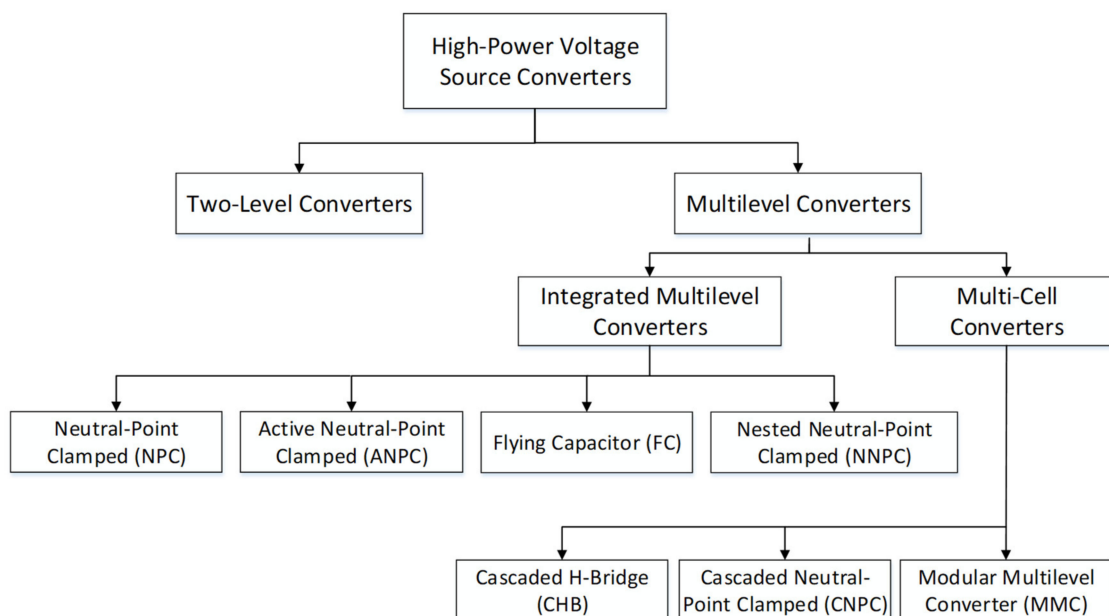 High-Power Voltage
Source Converters
Two-Level Converters
Multilevel Converters
Integrated Multilevel
Converters
Multi-Cell
Converters
Neutral-Point
Clamped (NPC)
Active Neutral-Point
Clamped (ANPC)
Flying Capacitor (FC)
Nested Neutral-Point
Clamped (NNPC)
Cascaded H-Bridge
(CHB)
Cascaded Neutral-
Point Clamped (CNPC)
Modular Multilevel
Converter (MMC)